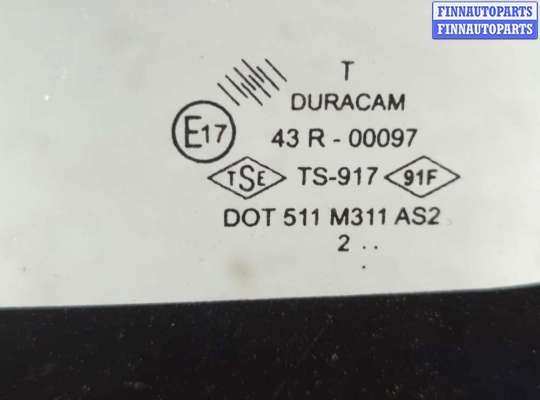 FINNAUTOPARTS
FINNAUTOPARTS
T
DURACAM
E17 43 R - 00097
TSE TS-917 91F
DOT 511 M311 AS2
2 ..
.